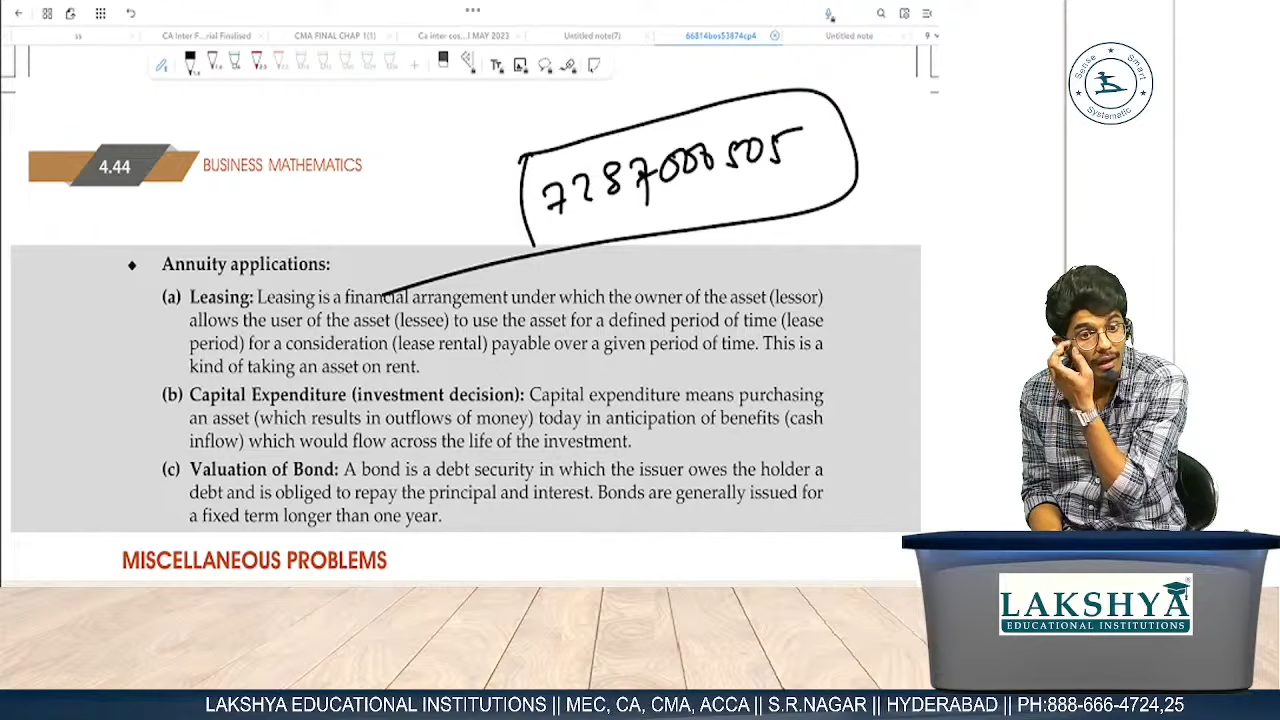 ss
CA Inter F...rial Finalised
CMA FINAL CHAP 1(1)
Ca inter cos...l MAY 2023
Untitled note(7)
66814bos53874cp4
Untitled note
9
Tт
4.44
BUSINESS MATHEMATICS
7287000505
Annuity applications:
(a) Leasing: Leasing is a financial arrangement under which the owner of the asset (lessor)
allows the user of the asset (lessee) to use the asset for a defined period of time (lease
period) for a consideration (lease rental) payable over a given period of time. This is a
kind of taking an asset on rent.
(b) Capital Expenditure (investment decision): Capital expenditure means purchasing
an asset (which results in outflows of money) today in anticipation of benefits (cash
inflow) which would flow across the life of the investment.
(c) Valuation of Bond: A bond is a debt security in which the issuer owes the holder a
debt and is obliged to repay the principal and interest. Bonds are generally issued for
a fixed term longer than one year.
MISCELLANEOUS PROBLEMS
Sense
Smart
Systematic
LAKSHYA
EDUCATIONAL INSTITUTIONS
LAKSHYA EDUCATIONAL INSTITUTIONS || MEC, CA, CMA, ACCA || S.R.NAGAR || HYDERABAD || PH:888-666-4724,25